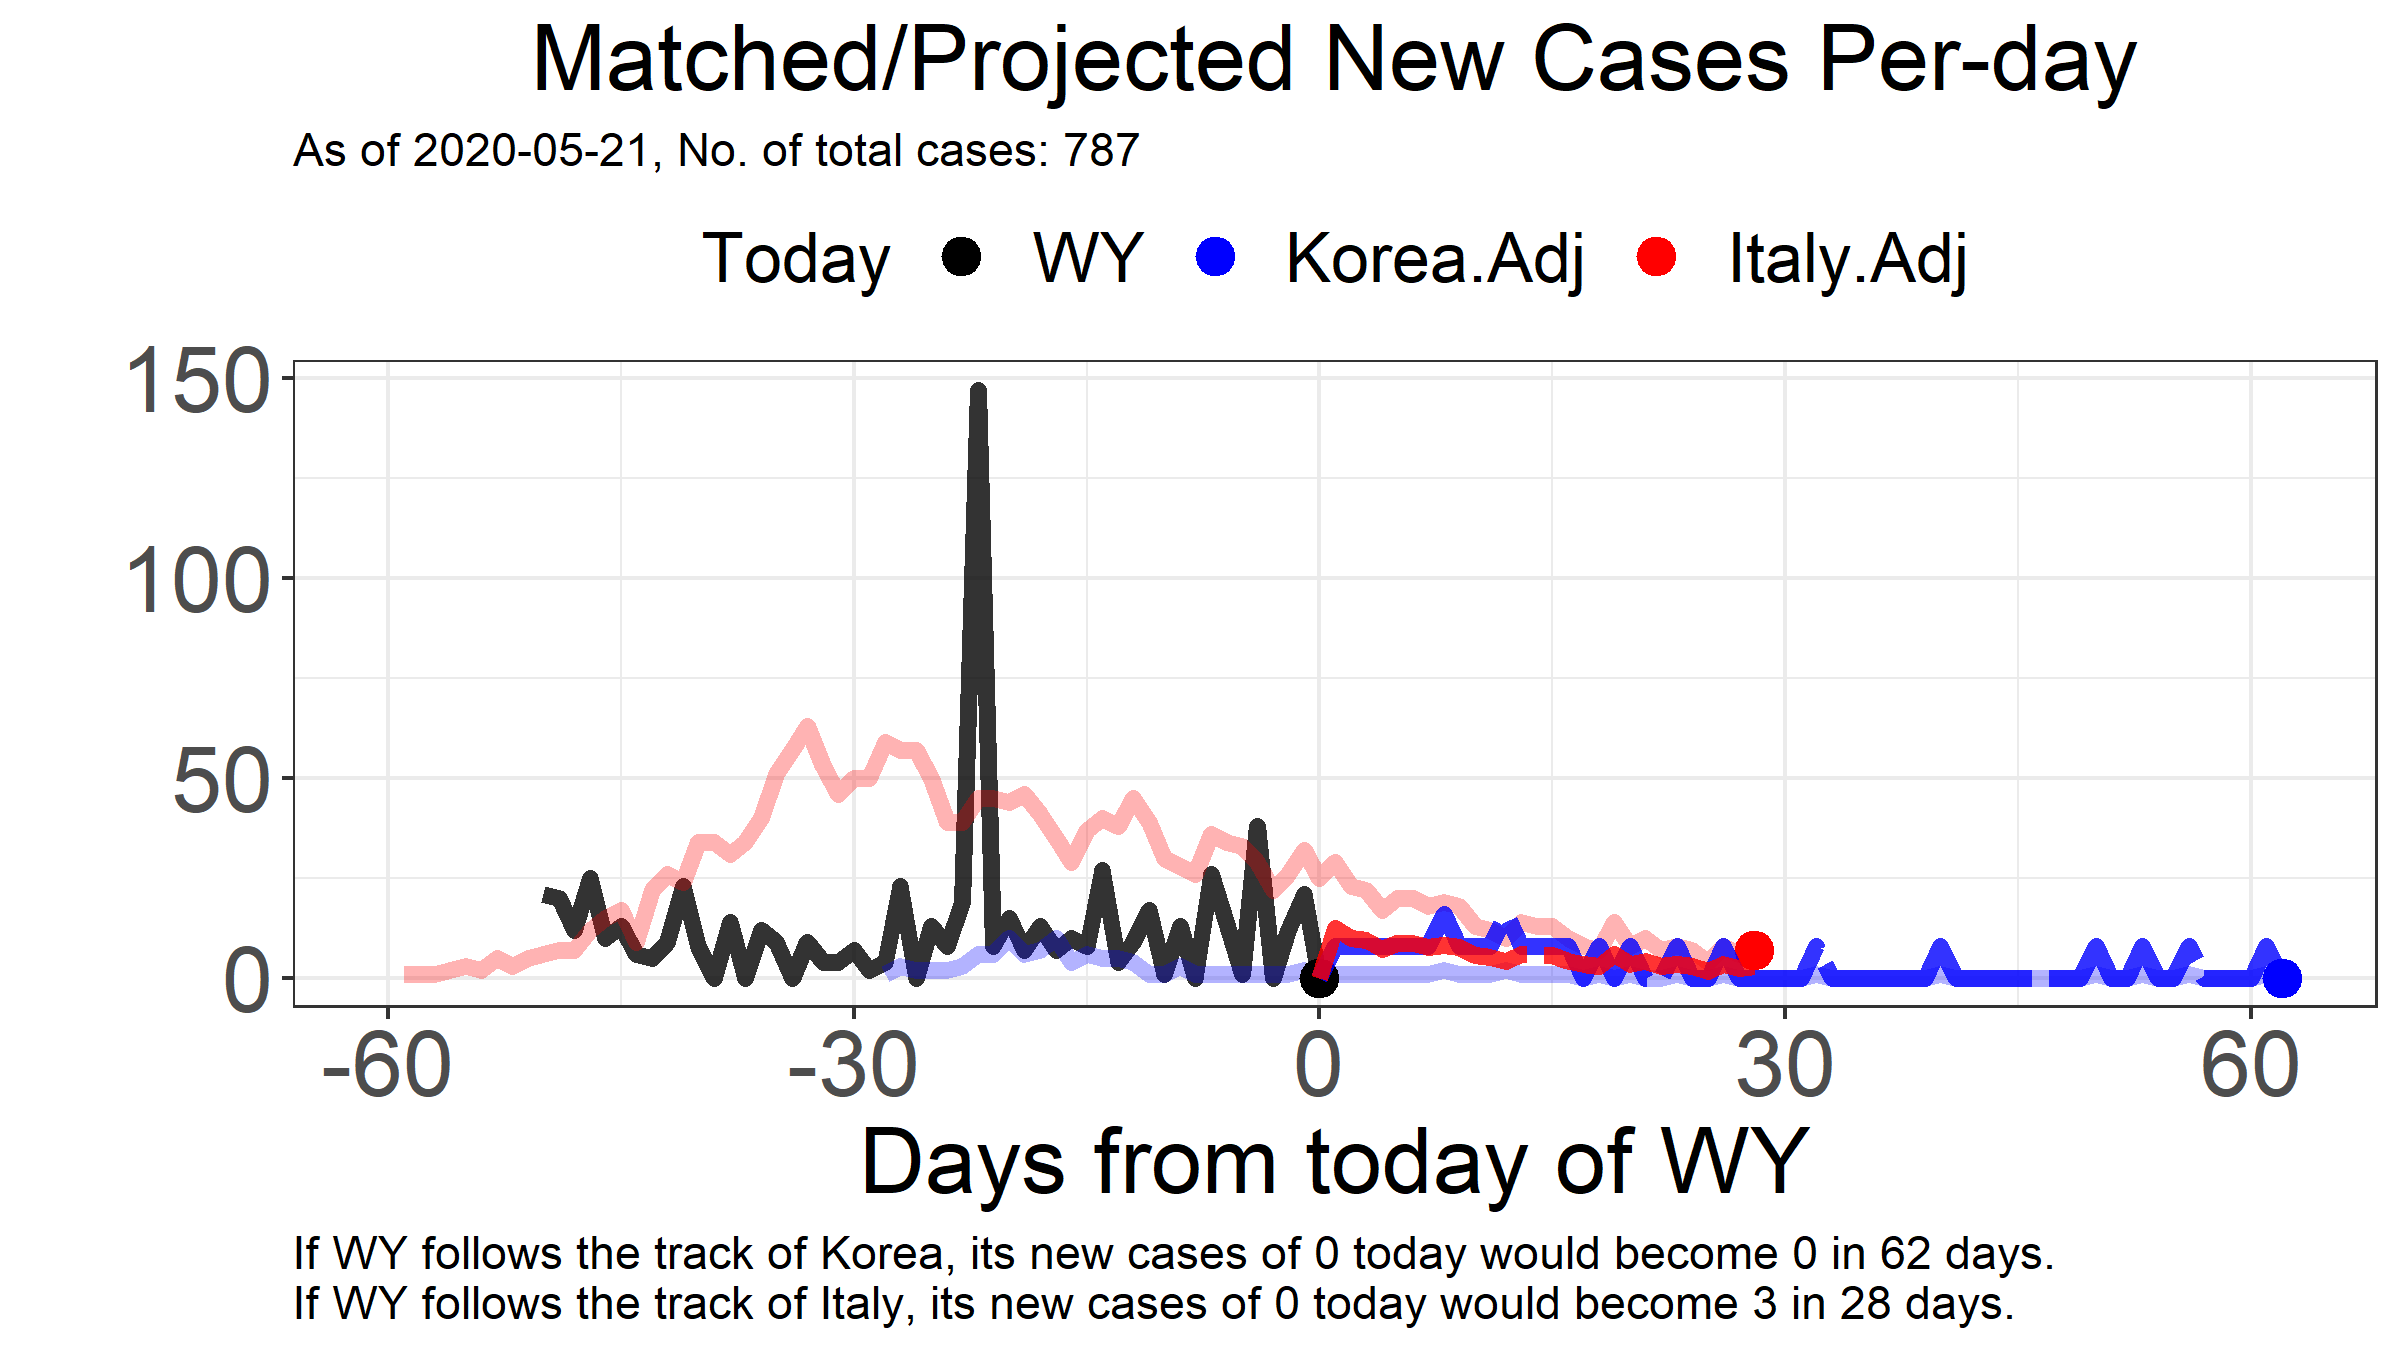 Matched/Projected New Cases Per-day
As of 2020-05-21, No. of total cases: 787
Today WY Korea.Adj Italy.Adj
150
100
50
0
-60 -30 0 30 60
Days from today of WY
If WY follows the track of Korea, its new cases of 0 today would become 0 in 62 days.
If WY follows the track of Italy, its new cases of 0 today would become 3 in 28 days.